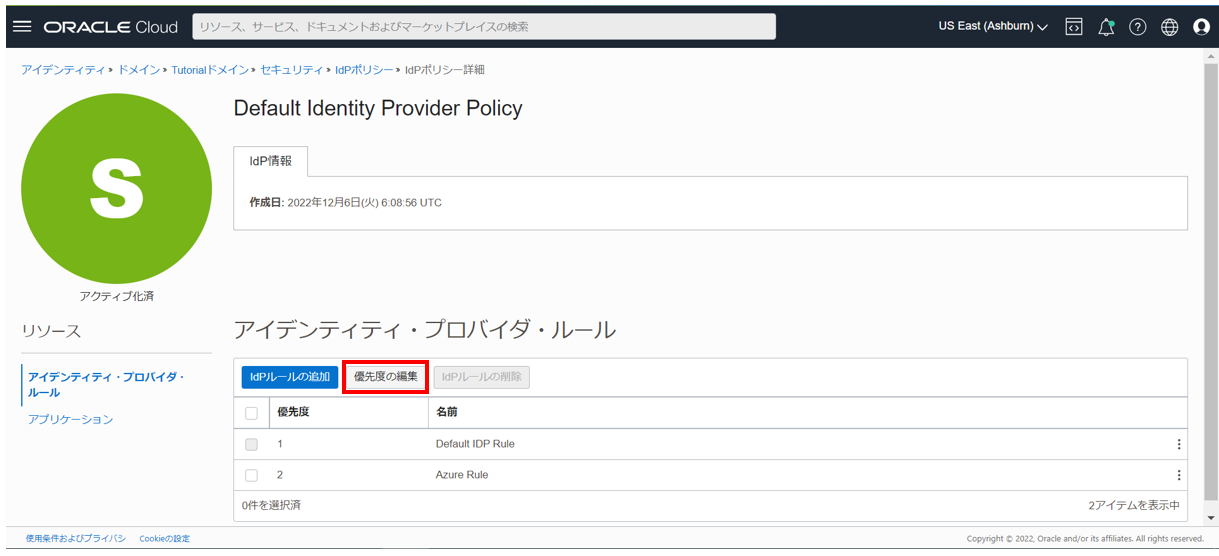 ORACLE Cloud
リソース、サービス、ドキュメントおよびマーケットプレイスの検索
US East (Ashburn)
アイデンティティ » ドメイン » Tutorialドメイン » セキュリティ » IdPポリシー » IdPポリシー詳細
S
アクティブ化済
Default Identity Provider Policy
IdP情報
作成日: 2022年12月6日(火) 6:08:56 UTC
リソース
アイデンティティ・プロバイダ・
ルール
アプリケーション
アイデンティティ・プロバイダ・ルール
IdPルールの追加 優先度の編集 IdPルールの削除
優先度 名前
1 Default IDP Rule
2 Azure Rule
0件を選択済 2アイテムを表示中
使用条件およびプライバシ Cookieの設定
Copyright © 2022, Oracle and/or its affiliates. All rights reserved.